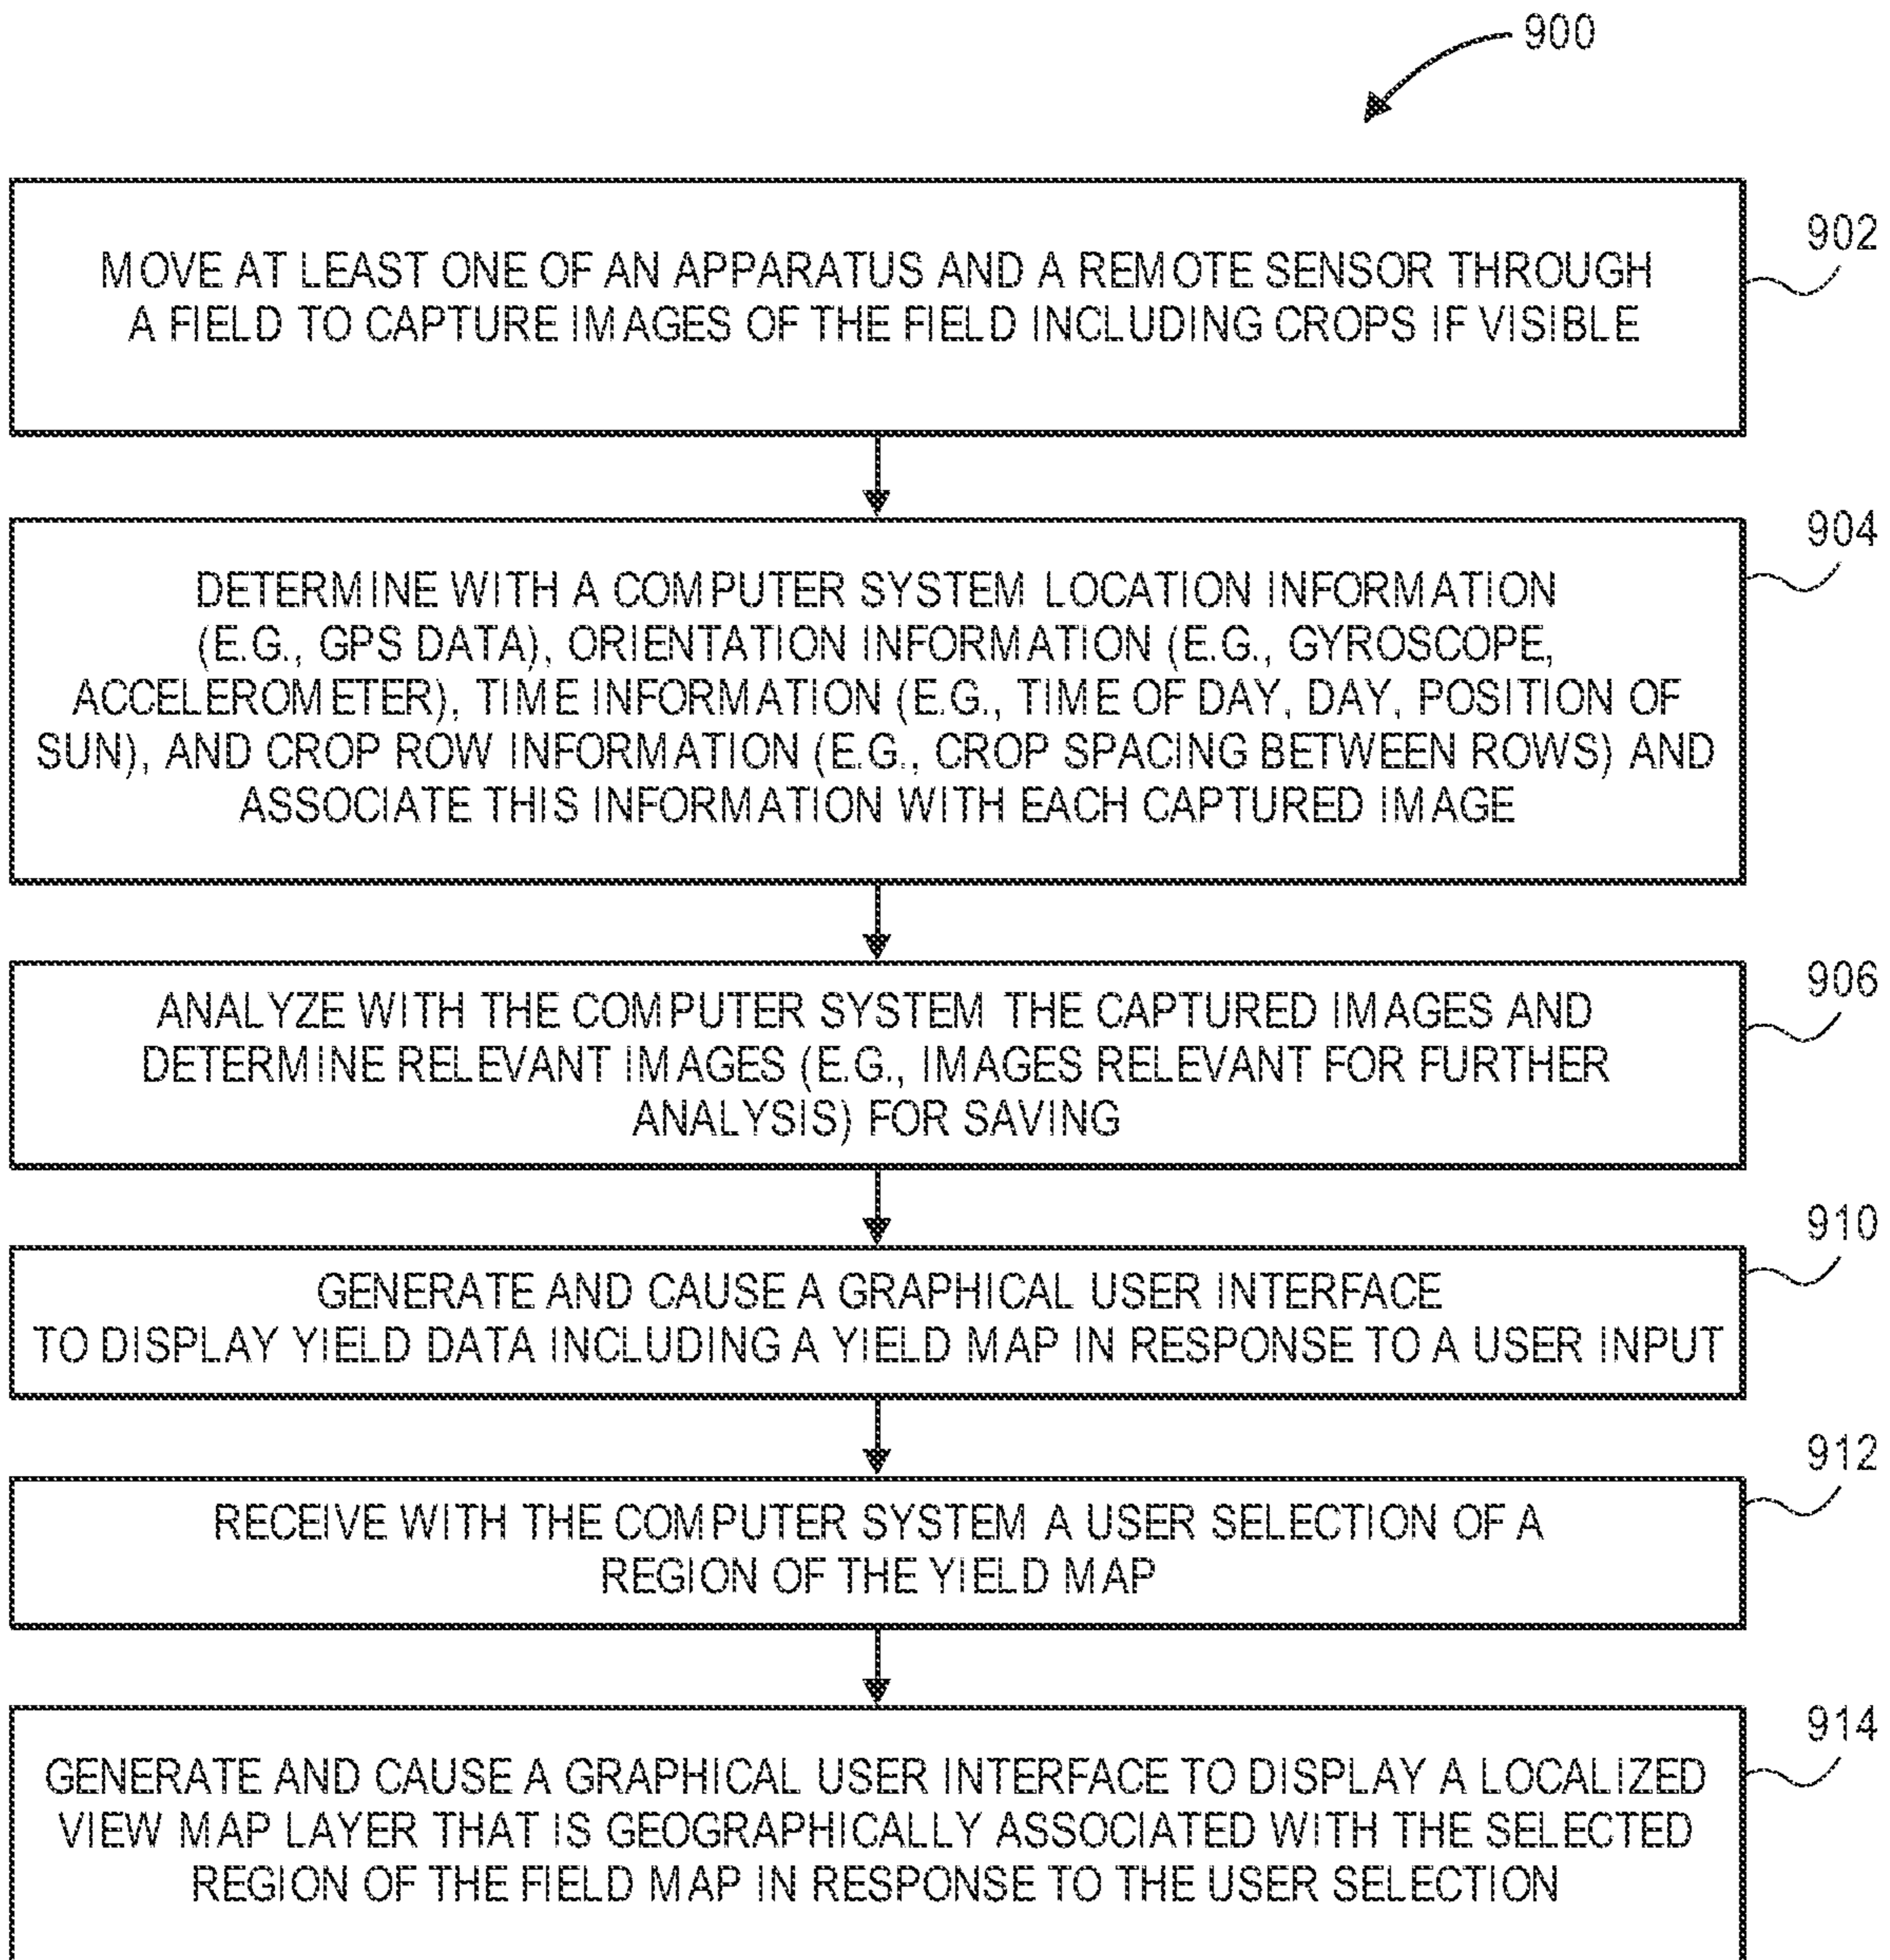 900
902
MOVE AT LEAST ONE OF AN APPARATUS AND A REMOTE SENSOR THROUGH
A FIELD TO CAPTURE IMAGES OF THE FIELD INCLUDING CROPS IF VISIBLE
904
DETERMINE WITH A COMPUTER SYSTEM LOCATION INFORMATION
(E.G., GPS DATA), ORIENTATION INFORMATION (E.G., GYROSCOPE,
ACCELEROMETER), TIME INFORMATION (E.G., TIME OF DAY, DAY, POSITION OF
SUN), AND CROP ROW INFORMATION (E.G., CROP SPACING BETWEEN ROWS) AND
ASSOCIATE THIS INFORMATION WITH EACH CAPTURED IMAGE
906
ANALYZE WITH THE COMPUTER SYSTEM THE CAPTURED IMAGES AND
DETERMINE RELEVANT IMAGES (E.G., IMAGES RELEVANT FOR FURTHER
ANALYSIS) FOR SAVING
910
GENERATE AND CAUSE A GRAPHICAL USER INTERFACE
TO DISPLAY YIELD DATA INCLUDING A YIELD MAP IN RESPONSE TO A USER INPUT
912
RECEIVE WITH THE COMPUTER SYSTEM A USER SELECTION OF A
REGION OF THE YIELD MAP
914
GENERATE AND CAUSE A GRAPHICAL USER INTERFACE TO DISPLAY A LOCALIZED
VIEW MAP LAYER THAT IS GEOGRAPHICALLY ASSOCIATED WITH THE SELECTED
REGION OF THE FIELD MAP IN RESPONSE TO THE USER SELECTION